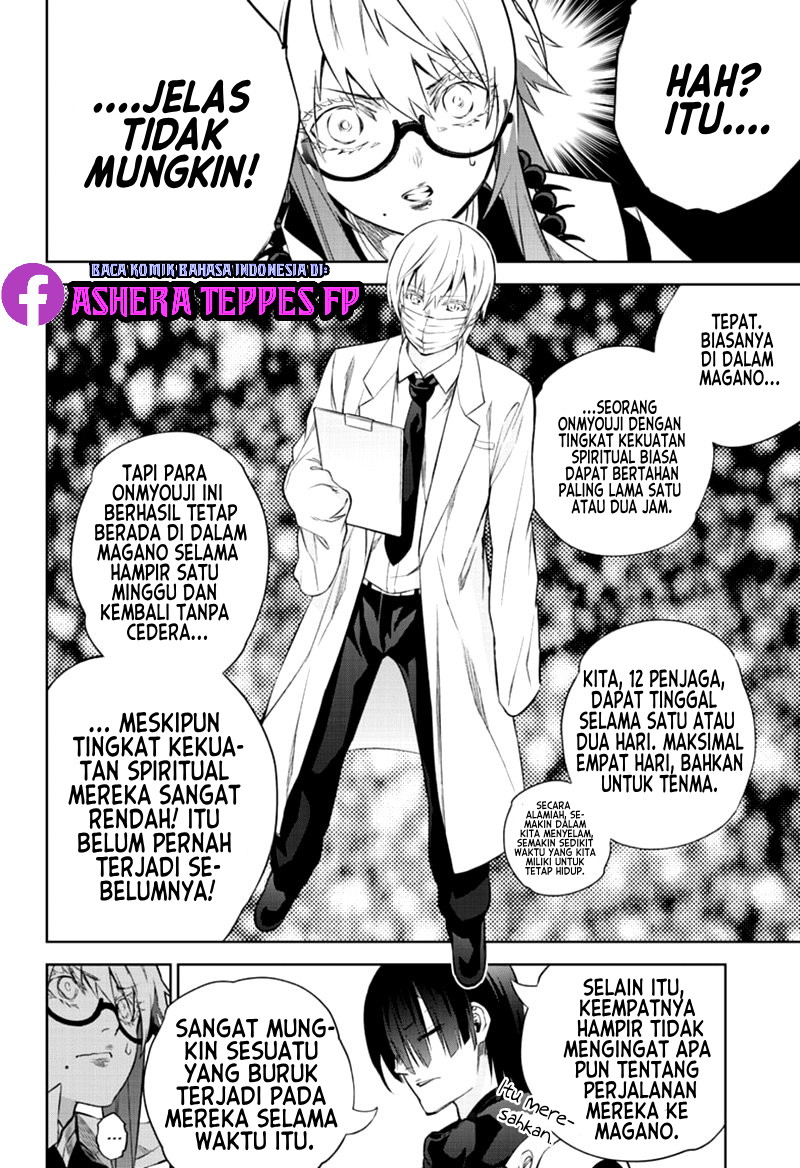 HAH?
ITU....
....JELAS
TIDAK
MUNGKIN!
BACA KOMIK BAHASA INDONESIA DI:
f ASHERA TEPPES FP
TEPAT.
BIASANYA
DI DALAM
MAGANO...
...SEORANG
ONMYOUJI DENGAN
TINGKAT KEKUATAN
SPIRITUAL BIASA
DAPAT BERTAHAN
PALING LAMA SATU
ATAU DUA JAM.
TAPI PARA
ONMYOUJI INI
BERHASIL TETAP
BERADA DI DALAM
MAGANO SELAMA
HAMPIR SATU
MINGGU DAN
KEMBALI TANPA
CEDERA...
KITA, 12 PENJAGA,
DAPAT TINGGAL
SELAMA SATU ATAU
DUA HARI. MAKSIMAL
EMPAT HARI, BAHKAN
UNTUK TENMA.
SECARA
ALAMIAH, SE-
MAKIN DALAM
KITA MENYELAM,
SEMAKIN SEDIKIT
WAKTU YANG KITA
MILIKI UNTUK
TETAP HIDUP.
... MESKIPUN
TINGKAT KEKUA-
TAN SPIRITUAL
MEREKA SANGAT
RENDAH! ITU
BELUM PERNAH
TERJADI SE-
BELUMNYA!
SELAIN ITU,
KEEMPATNYA
HAMPIR TIDAK
MENGINGAT APA
PUN TENTANG
PERJALANAN
MEREKA KE
MAGANO.
Itu mere-
sahkan!
SANGAT MUNG-
KIN SESUATU
YANG BURUK
TERJADI PADA
MEREKA SELAMA
WAKTU ITU.
...